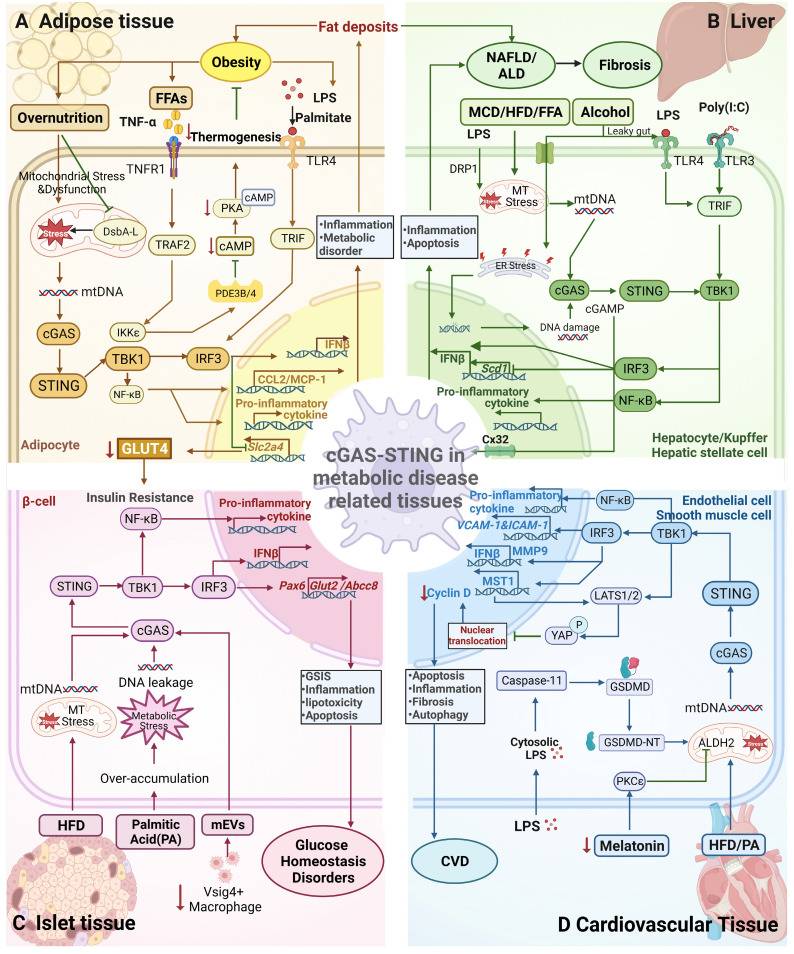 A Adipose tissue
Fat deposits
Obesity
FFAs
LPS
Overnutrition
TNF-α
Thermogenesis
Palmitate
TNFR1
TLR4
Mitochondrial Stress
&Dysfunction
Stress
DsbA-L
PKA
cAMP
TRAF2
cAMP
TRIF
•Inflammation
•Metabolic
disorder
mtDNA
PDE3B/4
cGAS
IKKε
TBK1
IRF3
IFNβ
STING
NF-κB
CCL2/MCP-1
Pro-inflammatory
cytokine
Slc2a4
Adipocyte
GLUT4
Insulin Resistance
B Liver
NAFLD/
ALD
Fibrosis
MCD/HFD/FFA
Alcohol
LPS
Poly(I:C)
LPS
Leaky gut
DRP1
TLR4
TLR3
Stress
MT
Stress
mtDNA
TRIF
•Inflammation
•Apoptosis
ER Stress
cGAS
STING
TBK1
cGAMP
DNA damage
IFNβ
Scd1
IRF3
Pro-inflammatory
cytokine
NF-κB
Cx32
Hepatocyte/Kupffer
Hepatic stellate cell
cGAS-STING in
metabolic disease
related tissues
β-cell
NF-κB
Pro-inflammatory
cytokine
IFNβ
STING
TBK1
IRF3
Pax6
Glut2 /Abcc8
cGAS
mtDNA
DNA leakage
•GSIS
•Inflammation
•lipotoxicity
•Apoptosis
Stress
MT
Stress
Metabolic
Stress
Over-accumulation
HFD
Palmitic
Acid(PA)
mEVs
Glucose
Homeostasis
Disorders
Vsig4+
Macrophage
C Islet tissue
Pro-inflammatory
cytokine
NF-κB
Endothelial cell
Smooth muscle cell
VCAM-1&ICAM-1
IRF3
TBK1
IFNβ
MMP9
MST1
Cyclin D
LATS1/2
STING
Nuclear
translocation
YAP
P
cGAS
•Apoptosis
•Inflammation
•Fibrosis
•Autophagy
Caspase-11
GSDMD
mtDNA
Cytosolic
LPS
GSDMD-NT
ALDH2
Stress
PKCε
LPS
Melatonin
HFD/PA
CVD
D Cardiovascular Tissue